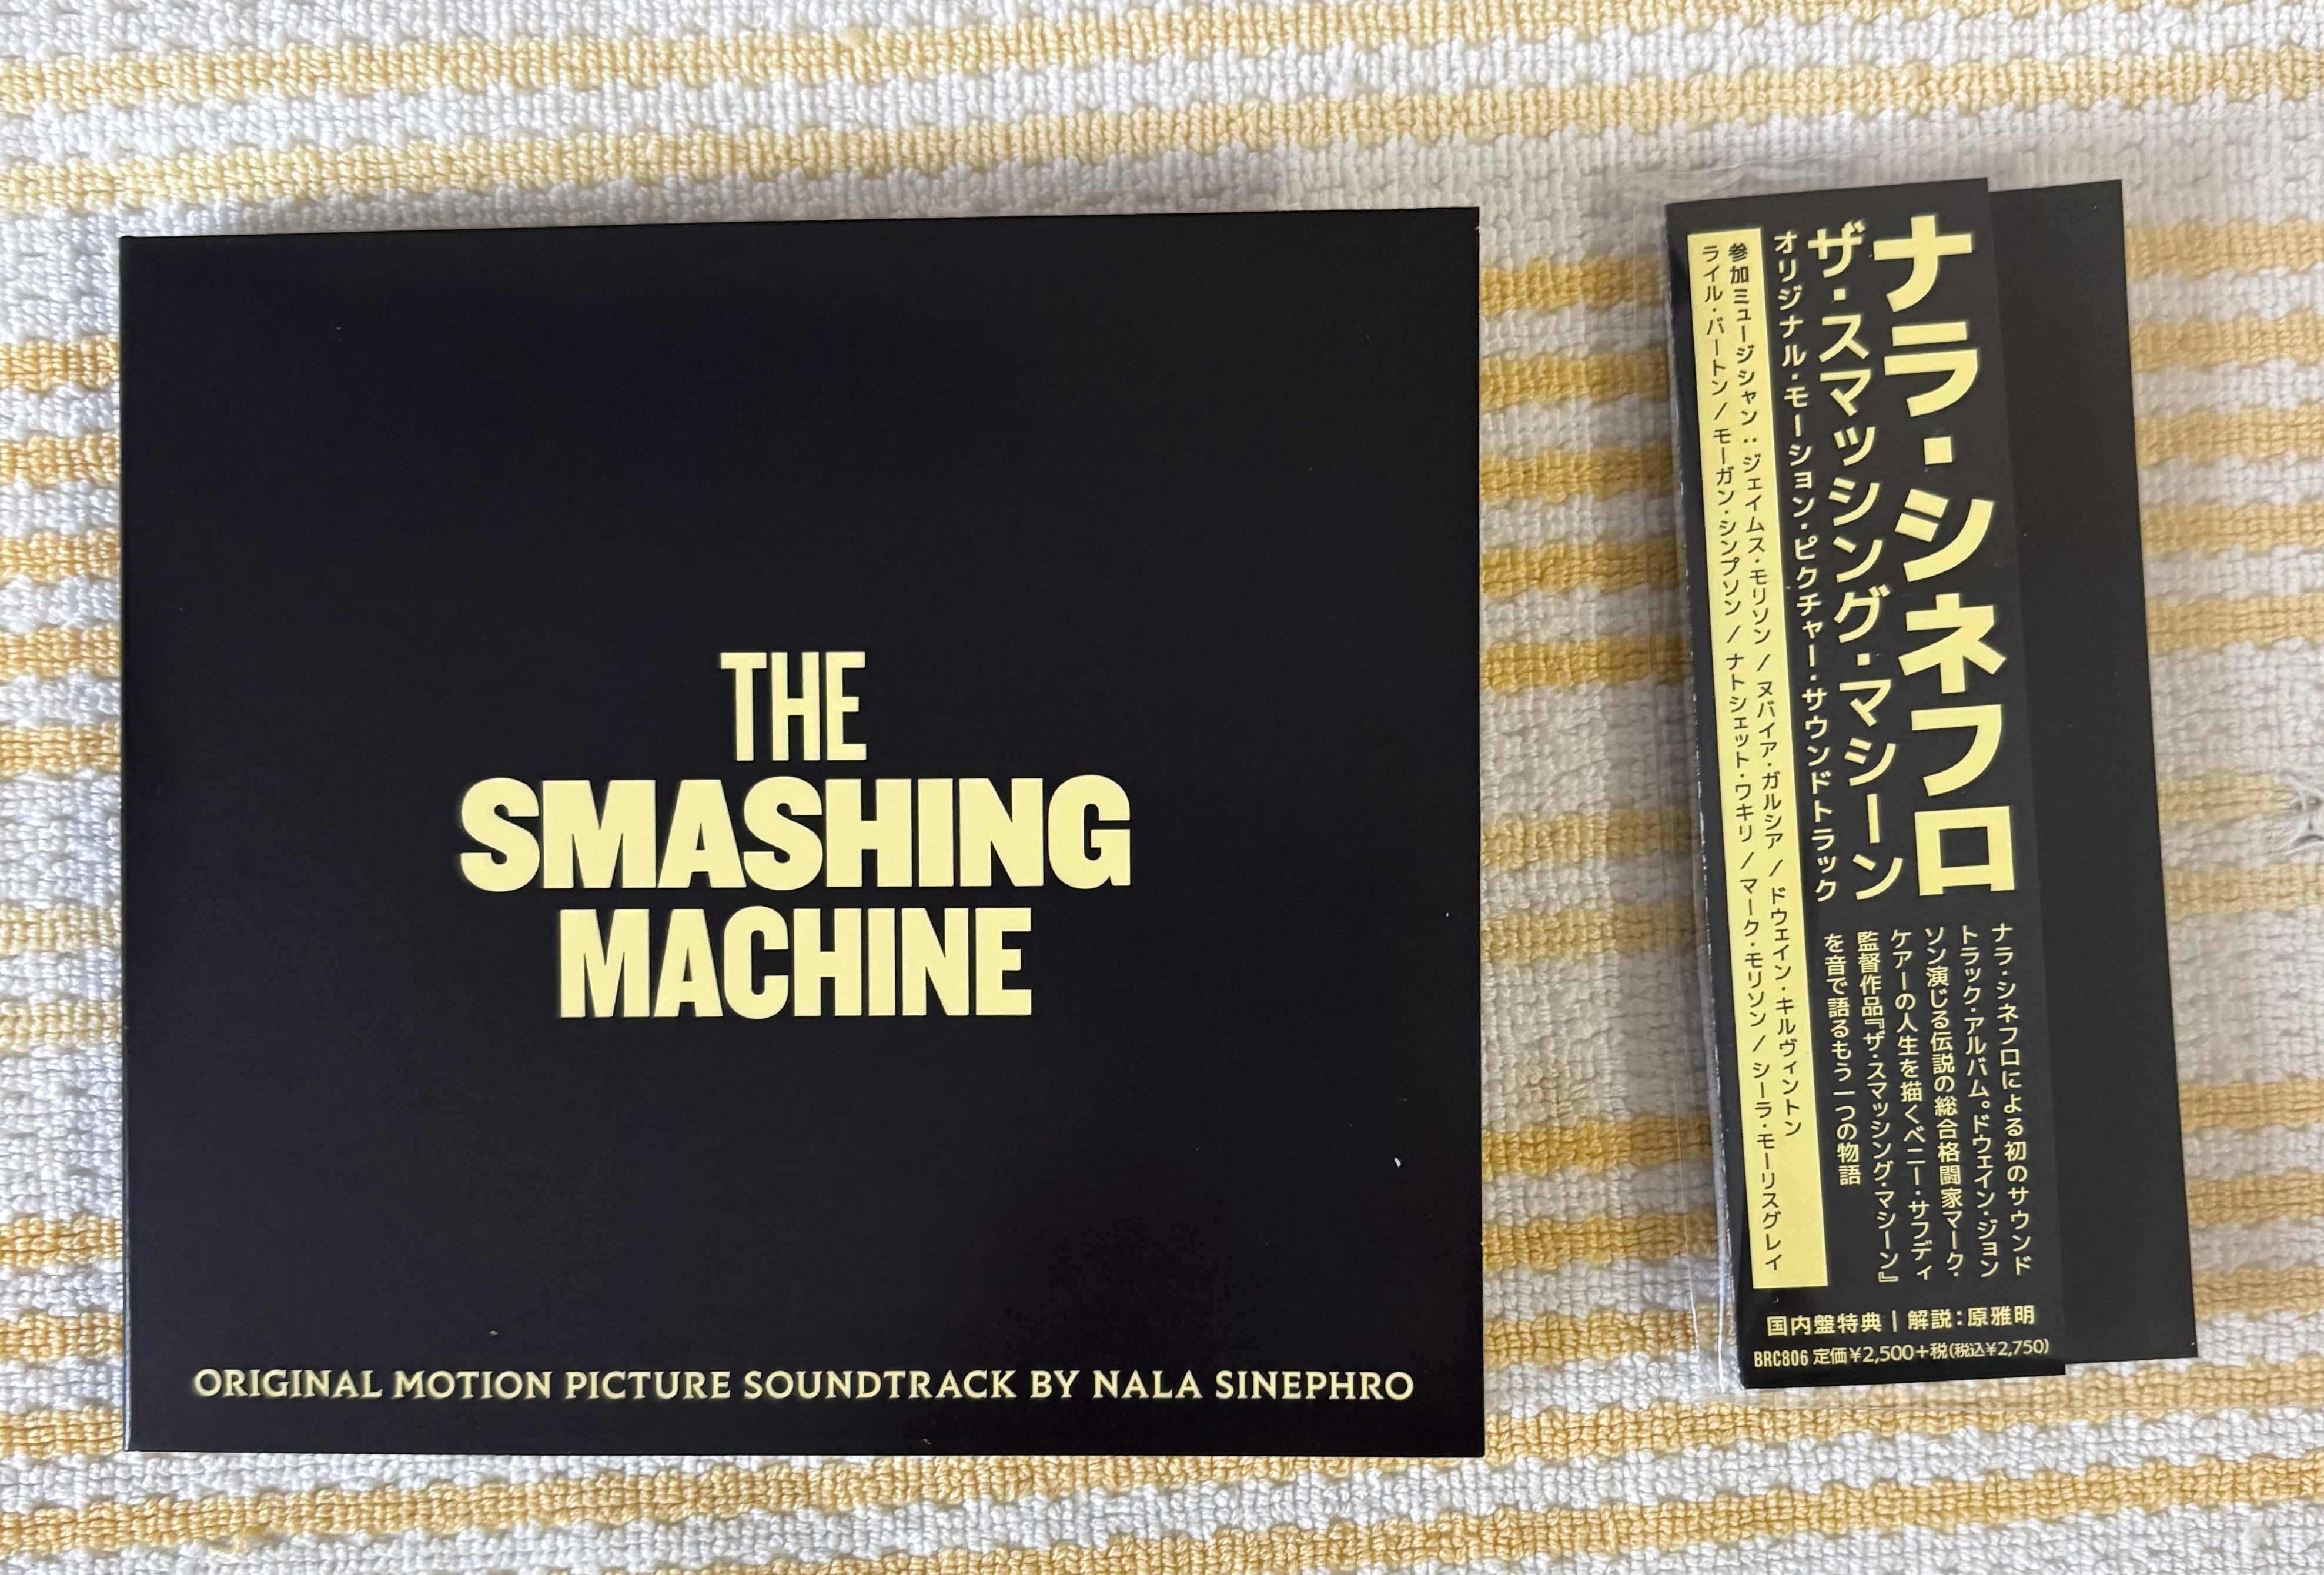 THE
SMASHING
MACHINE
ORIGINAL MOTION PICTURE SOUNDTRACK BY NALA SINEPHRO
ナラ・シネフロ
ザ・スマッシング・マシーン
オリジナル・モーション・ピクチャー・サウンドトラック
参加ミュージシャン：ジェイムス・モリソン / ヌバイア・ガルシア / ドウェイン・キルヴィントン
ライル・バートン / モーガン・シンプソン / ナトシェット・ワキリ / マーク・モリソン / シーラ・モーリスグレイ
ナラ・シネフロによる初のサウンド
トラック・アルバム。ドウェイン・ジョン
ソン演じる伝説の総合格闘家マーク・
ケアーの人生を描くベニー・サフディ
監督作品『ザ・スマッシング・マシーン』
を音で語るもう一つの物語
国内盤特典 | 解説：原雅明
BRC806 定価¥2,500+税(税込¥2,750)